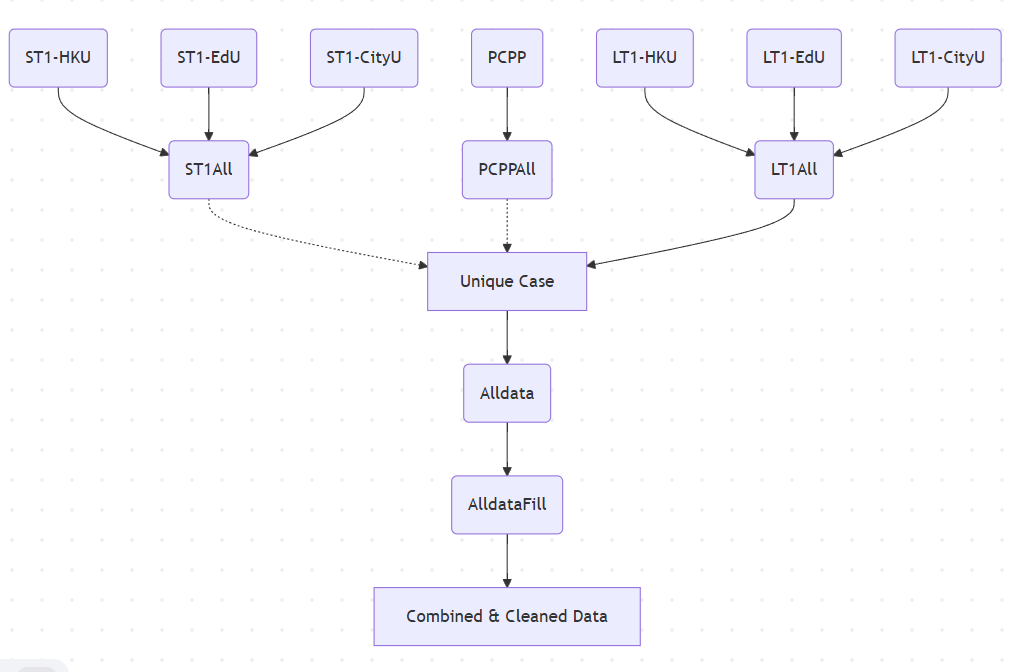 ST1-HKU
ST1-EdU
ST1-CityU
PCPP
LT1-HKU
LT1-EdU
LT1-CityU
ST1All
PCPPAll
LT1All
Unique Case
Alldata
AlldataFill
Combined & Cleaned Data